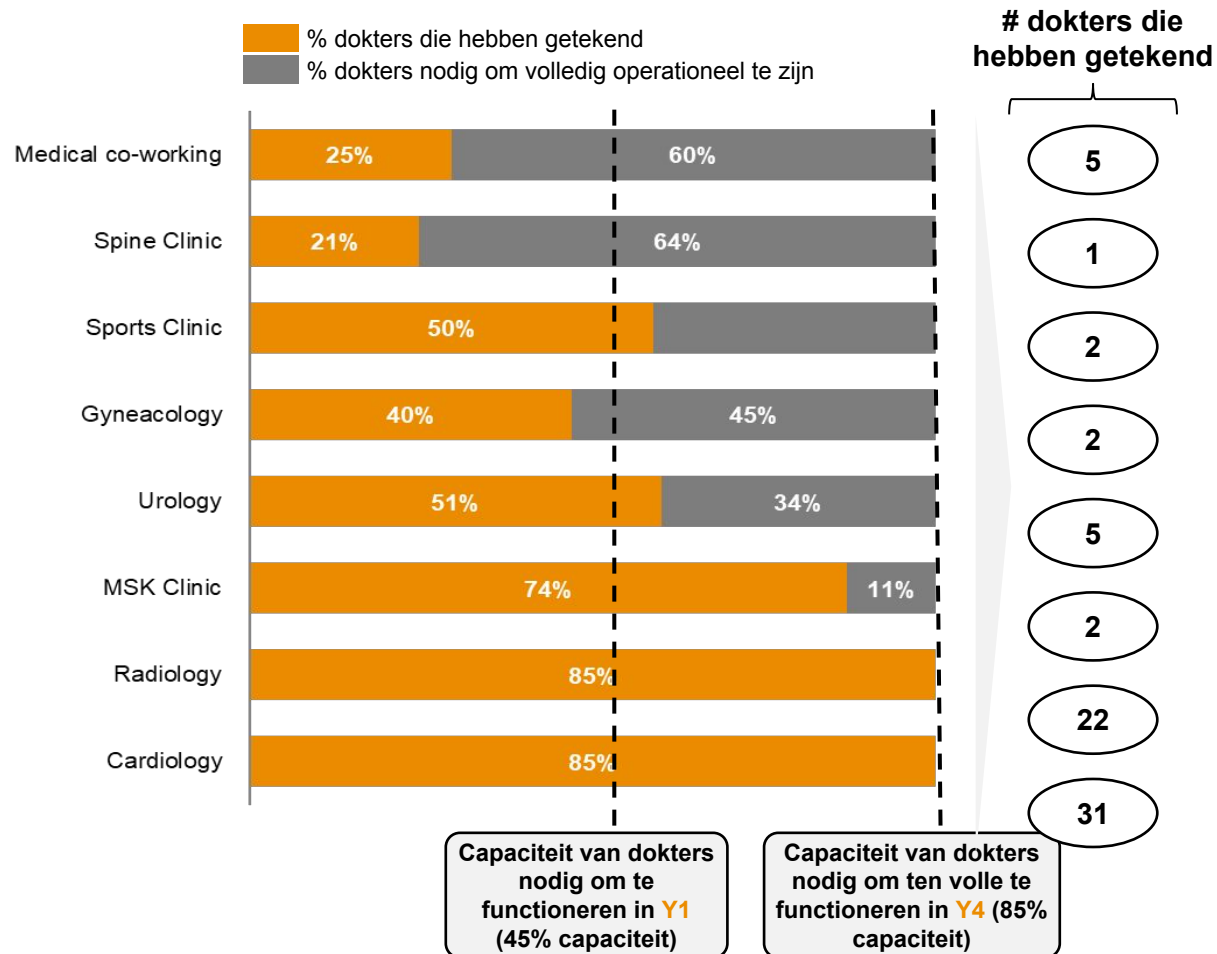 % dokters die hebben getekend
% dokters nodig om volledig operationeel te zijn
# dokters die
hebben getekend
Medical co-working
25%
60%
5
Spine Clinic
21%
64%
1
Sports Clinic
50%
2
Gyneacology
40%
45%
2
Urology
51%
34%
5
MSK Clinic
74%
11%
2
Radiology
85%
22
Cardiology
85%
31
Capaciteit van dokters
nodig om te
functioneren in Y1
(45% capaciteit)
Capaciteit van dokters
nodig om ten volle te
functioneren in Y4 (85%
capaciteit)